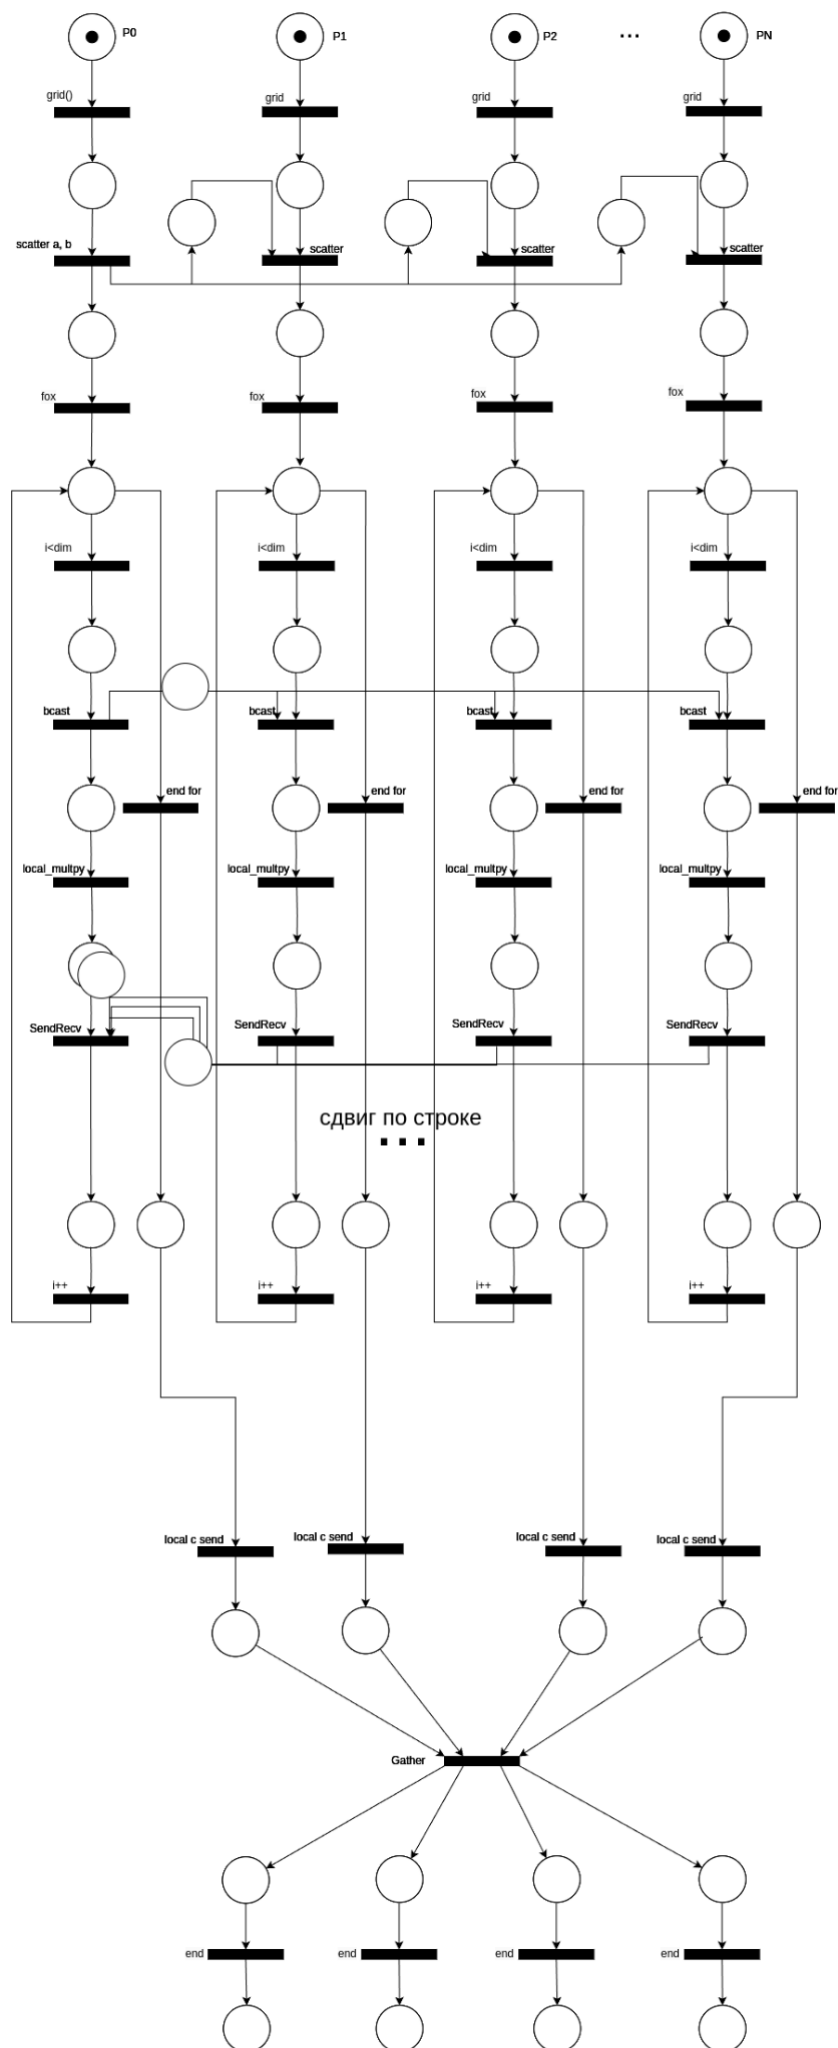 P0
P1
P2
...
PN
grid()
grid
grid
grid
scatter a, b
scatter
scatter
scatter
fox
fox
fox
fox
i<dim
i<dim
i<dim
i<dim
bcast
bcast
bcast
bcast
end for
end for
end for
end for
local_multpy
local_multpy
local_multpy
local_multpy
SendRecv
SendRecv
SendRecv
SendRecv
сдвиг по строке
...
i++
i++
i++
i++
local c send
local c send
local c send
local c send
Gather
end
end
end
end